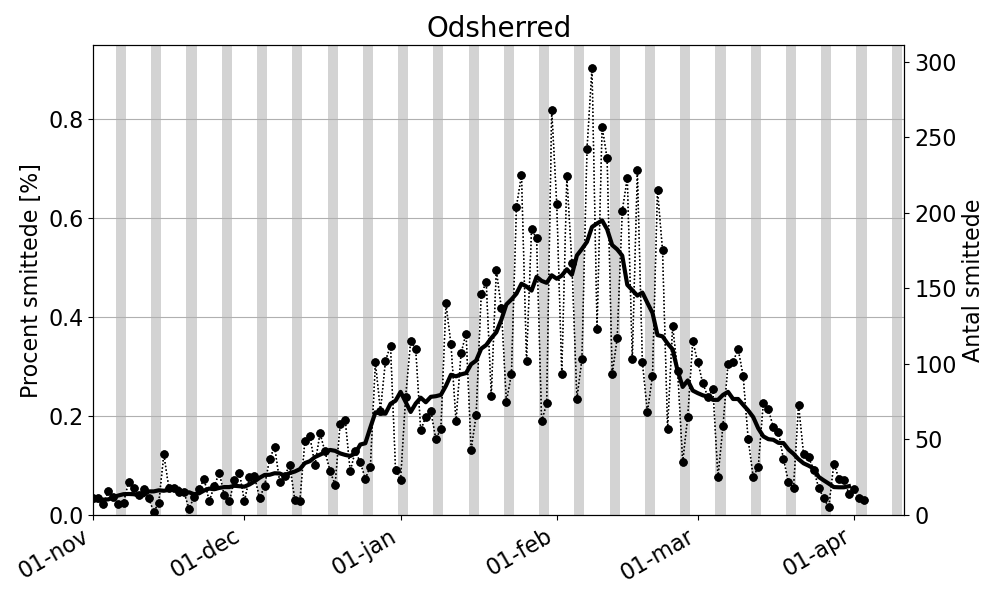 Odsherred
Procent smittede [%]
0.8
0.6
0.4
0.2
0.0
300
250
200
150
100
50
0
Antal smittede
01-nov
01-dec
01-jan
01-feb
01-mar
01-apr